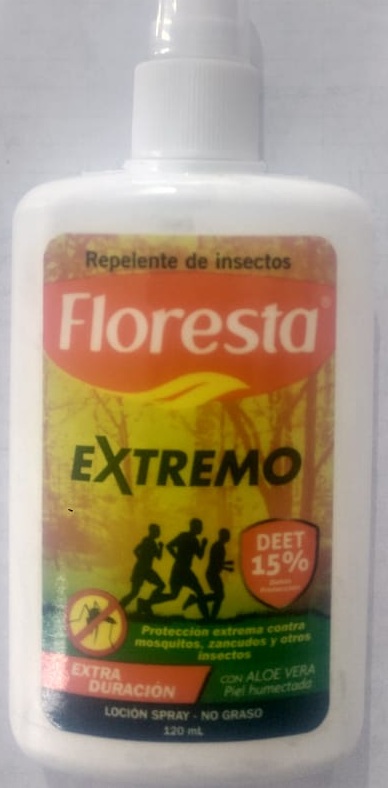 Repelente de insectos
Floresta®
EXTREMO
DEET
15%
Protección extrema contra
mosquitos, zancudos y otros
insectos
EXTRA
DURACIÓN
CON ALOE VERA
Piel humectada
LOCIÓN SPRAY - NO GRASO
120 mL